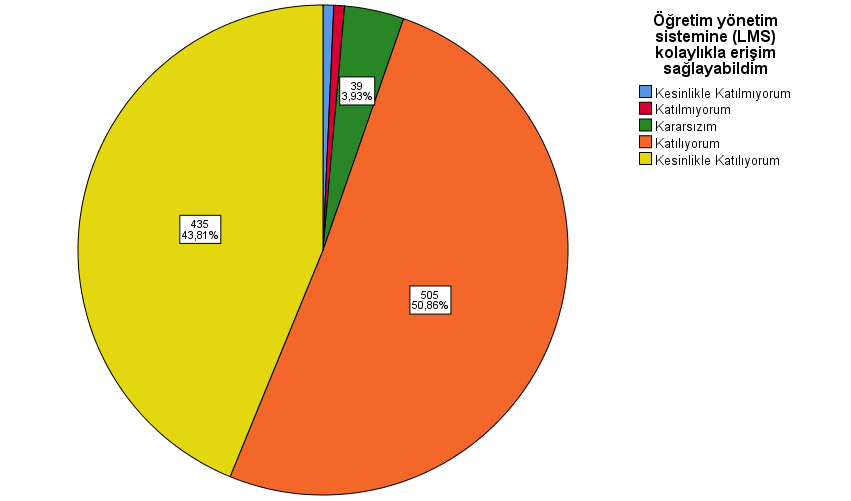 Öğretim yönetim
sistemine (LMS)
kolaylıkla erişim
sağlayabildim
Kesinlikle Katılmıyorum
Katılmıyorum
Kararsızım
Katılıyorum
Kesinlikle Katılıyorum
39
3,93%
435
43,81%
505
50,86%